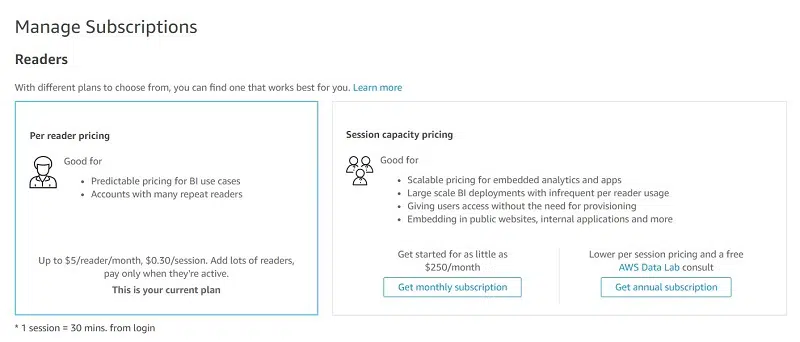 Manage Subscriptions
Readers
With different plans to choose from, you can find one that works best for you. Learn more
Per reader pricing
Good for
• Predictable pricing for BI use cases
• Accounts with many repeat readers
Up to $5/reader/month, $0.30/session. Add lots of readers,
pay only when they're active.
This is your current plan
Session capacity pricing
Good for
• Scalable pricing for embedded analytics and apps
• Large scale BI deployments with infrequent per reader usage
• Giving users access without the need for provisioning
• Embedding in public websites, internal applications and more
Get started for as little as
$250/month
Get monthly subscription
Lower per session pricing and a free
AWS Data Lab consult
Get annual subscription
* 1 session = 30 mins. from login